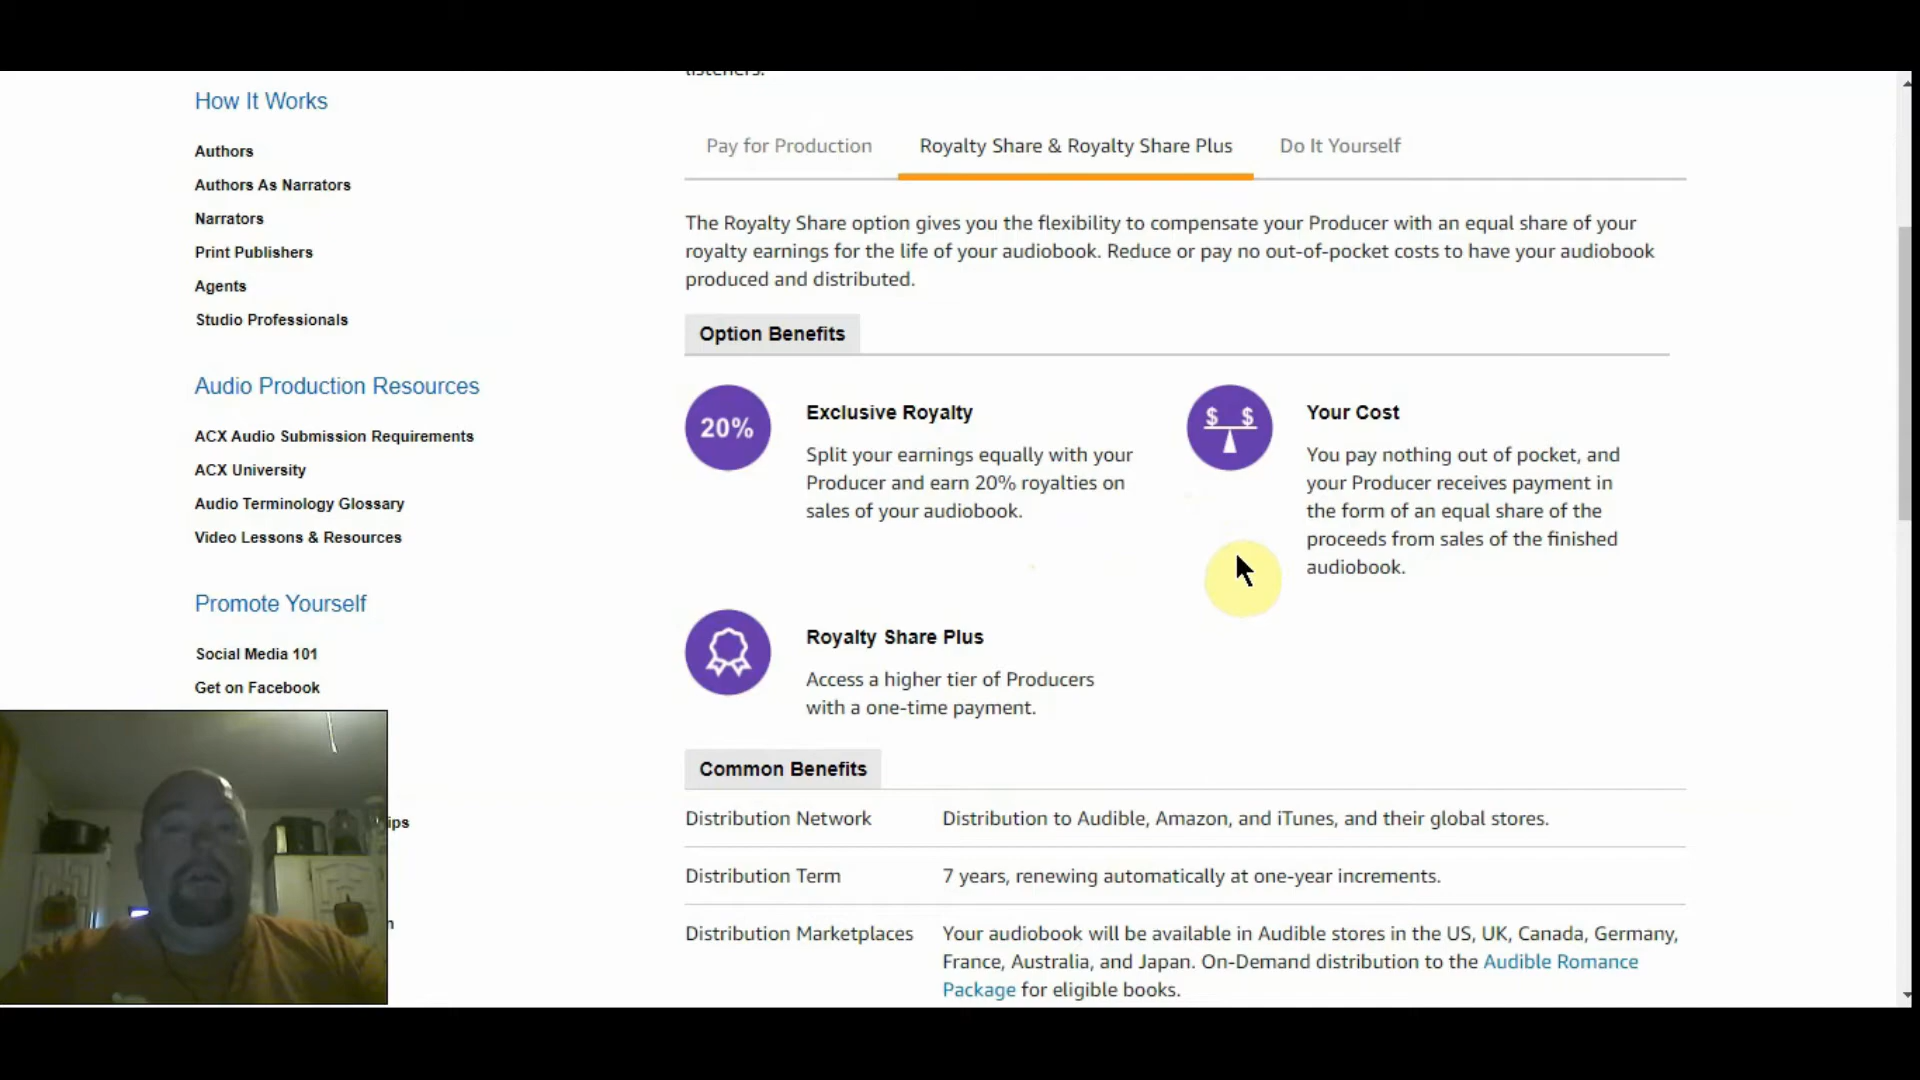 listeners.
How It Works
Authors
Authors As Narrators
Narrators
Print Publishers
Agents
Studio Professionals
Audio Production Resources
ACX Audio Submission Requirements
ACX University
Audio Terminology Glossary
Video Lessons & Resources
Promote Yourself
Social Media 101
Get on Facebook
Pay for Production
Royalty Share & Royalty Share Plus
Do It Yourself
The Royalty Share option gives you the flexibility to compensate your Producer with an equal share of your
royalty earnings for the life of your audiobook. Reduce or pay no out-of-pocket costs to have your audiobook
produced and distributed.
Option Benefits
20%
Exclusive Royalty
Split your earnings equally with your
Producer and earn 20% royalties on
sales of your audiobook.
$ $
Your Cost
You pay nothing out of pocket, and
your Producer receives payment in
the form of an equal share of the
proceeds from sales of the finished
audiobook.
Royalty Share Plus
Access a higher tier of Producers
with a one-time payment.
Common Benefits
Distribution Network
Distribution to Audible, Amazon, and iTunes, and their global stores.
Distribution Term
7 years, renewing automatically at one-year increments.
Distribution Marketplaces
Your audiobook will be available in Audible stores in the US, UK, Canada, Germany,
France, Australia, and Japan. On-Demand distribution to the Audible Romance
Package for eligible books.